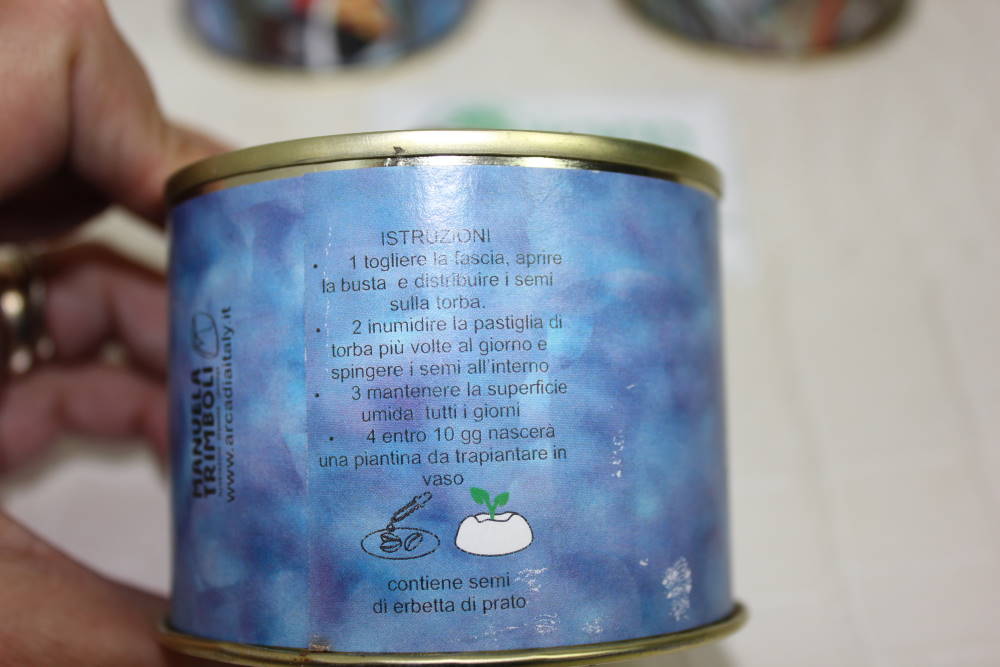 ISTRUZIONI
• 1 togliere la fascia, aprire
la busta e distribuire i semi
sulla torba.
• 2 inumidire la pastiglia di
torba più volte al giorno e
spingere i semi all'interno
• 3 mantenere la superficie
umida tutti i giorni
• 4 entro 10 gg nascerà
una piantina da trapiantare in
vaso
contiene semi
di erbetta di prato
MANUELA
TRIMBOLI
www.arcadiaitaly.it